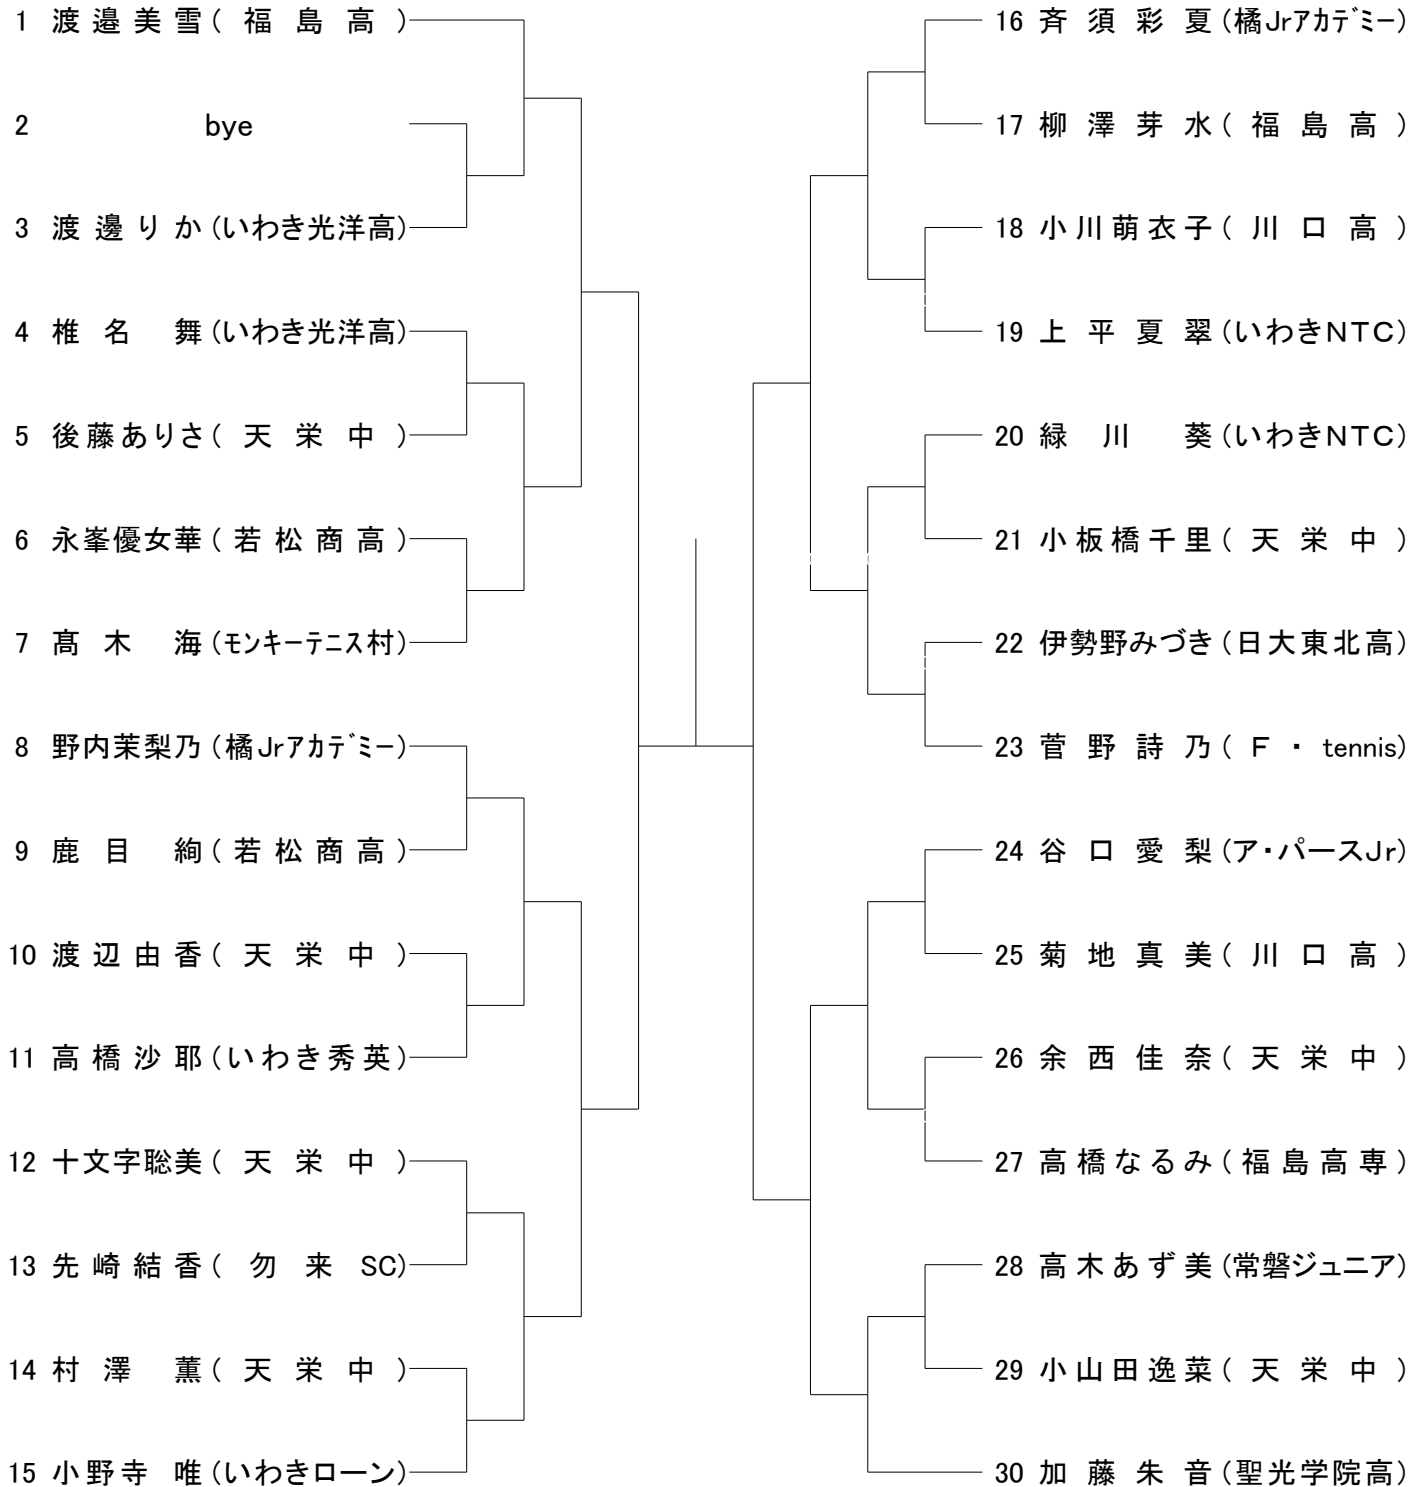 1 渡邉美雪(福島高)
2 bye
3 渡邊りか(いわき光洋高)
4 椎名 舞(いわき光洋高)
5 後藤ありさ(天栄中)
6 永峯優女華(若松商高)
7 髙木 海(モンキーテニス村)
8 野内茉梨乃(橘Jrアカデミー)
9 鹿目 絢(若松商高)
10 渡辺由香(天栄中)
11 高橋沙耶(いわき秀英)
12 十文字聡美(天栄中)
13 先崎結香(勿来SC)
14 村澤 薫(天栄中)
15 小野寺 唯(いわきローン)
16 斉須彩夏(橘Jrアカデミー)
17 柳澤芽水(福島高)
18 小川萌衣子(川口高)
19 上平夏翠(いわきNTC)
20 緑川 葵(いわきNTC)
21 小板橋千里(天栄中)
22 伊勢野みづき(日大東北高)
23 菅野詩乃(F・tennis)
24 谷口愛梨(ア・パースJr)
25 菊地真美(川口高)
26 余西佳奈(天栄中)
27 高橋なるみ(福島高専)
28 高木あず美(常磐ジュニア)
29 小山田逸菜(天栄中)
30 加藤朱音(聖光学院高)